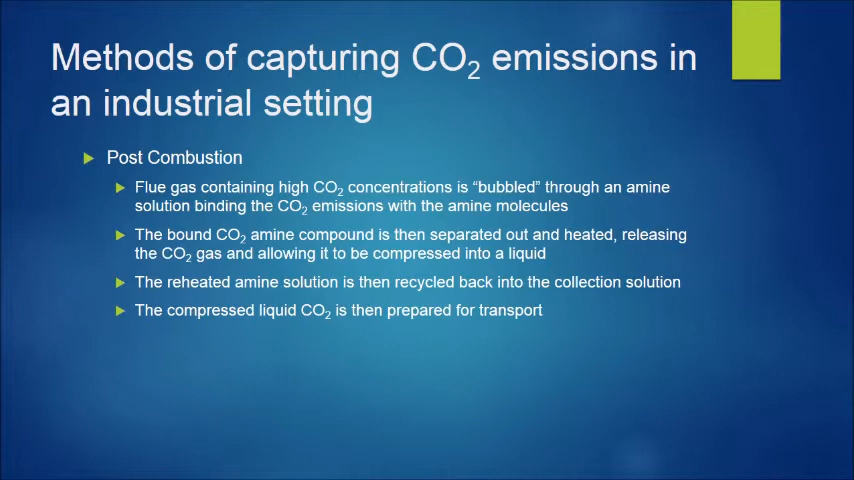 Methods of capturing CO₂ emissions in
an industrial setting
Post Combustion
Flue gas containing high CO₂ concentrations is “bubbled” through an amine
solution binding the CO₂ emissions with the amine molecules
The bound CO₂ amine compound is then separated out and heated, releasing
the CO₂ gas and allowing it to be compressed into a liquid
The reheated amine solution is then recycled back into the collection solution
The compressed liquid CO₂ is then prepared for transport